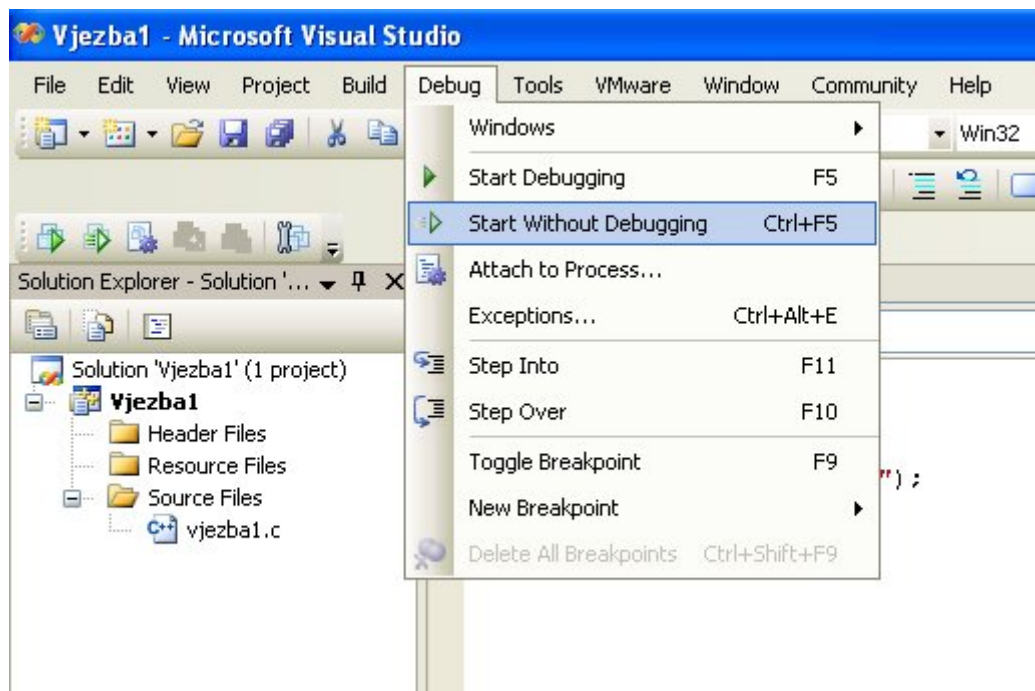 Vjezba1 - Microsoft Visual Studio
File Edit View Project Build Debug Tools VMware Window Community Help
Win32
Windows
Start Debugging F5
Start Without Debugging Ctrl+F5
Attach to Process...
Exceptions... Ctrl+Alt+E
Step Into F11
Step Over F10
Toggle Breakpoint F9
New Breakpoint
Delete All Breakpoints Ctrl+Shift+F9
Solution Explorer - Solution '...
Solution 'Vjezba1' (1 project)
Vjezba1
Header Files
Resource Files
Source Files
vjezba1.c
");